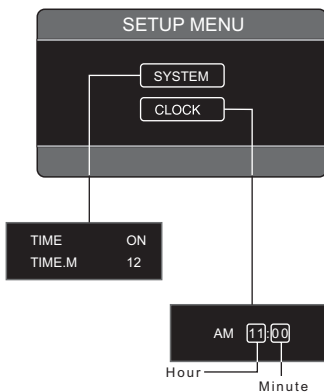 SETUP MENU
SYSTEM
CLOCK
TIME ON
TIME.M 12
AM 11:00
Hour
Minute